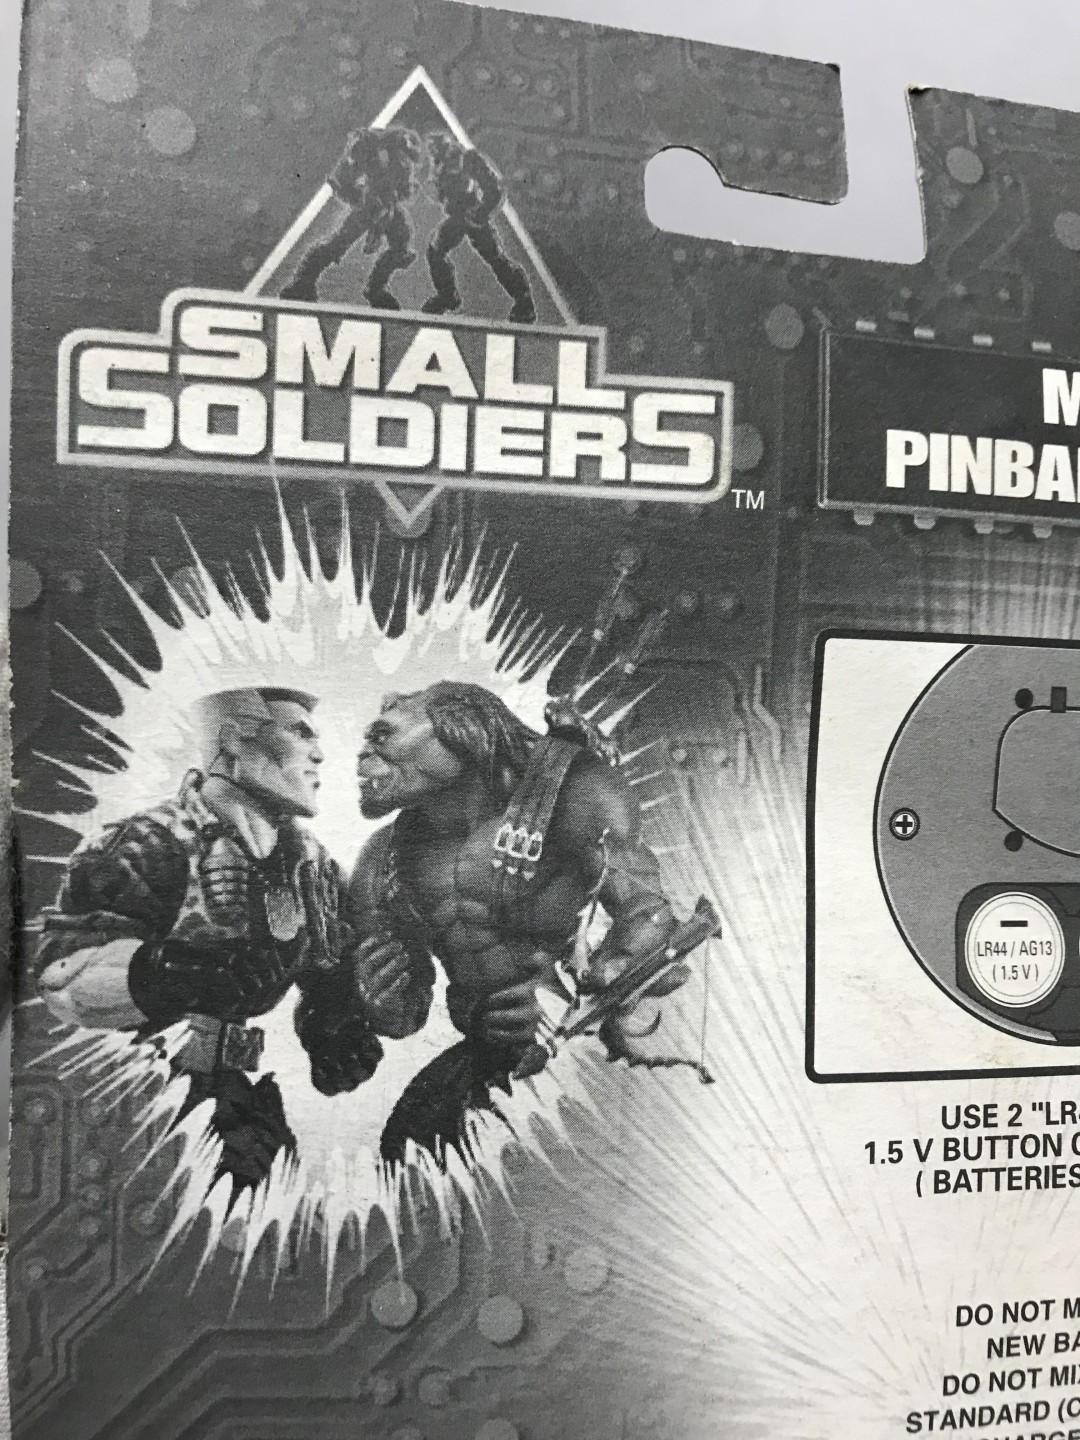 SMALL
SOLDIERS
TM
M
PINBA
LR44 / AG13
( 1.5 V )
USE 2 "LR
1.5 V BUTTON
( BATTERIES
DO NOT M
NEW BA
DO NOT MI
STANDARD (C